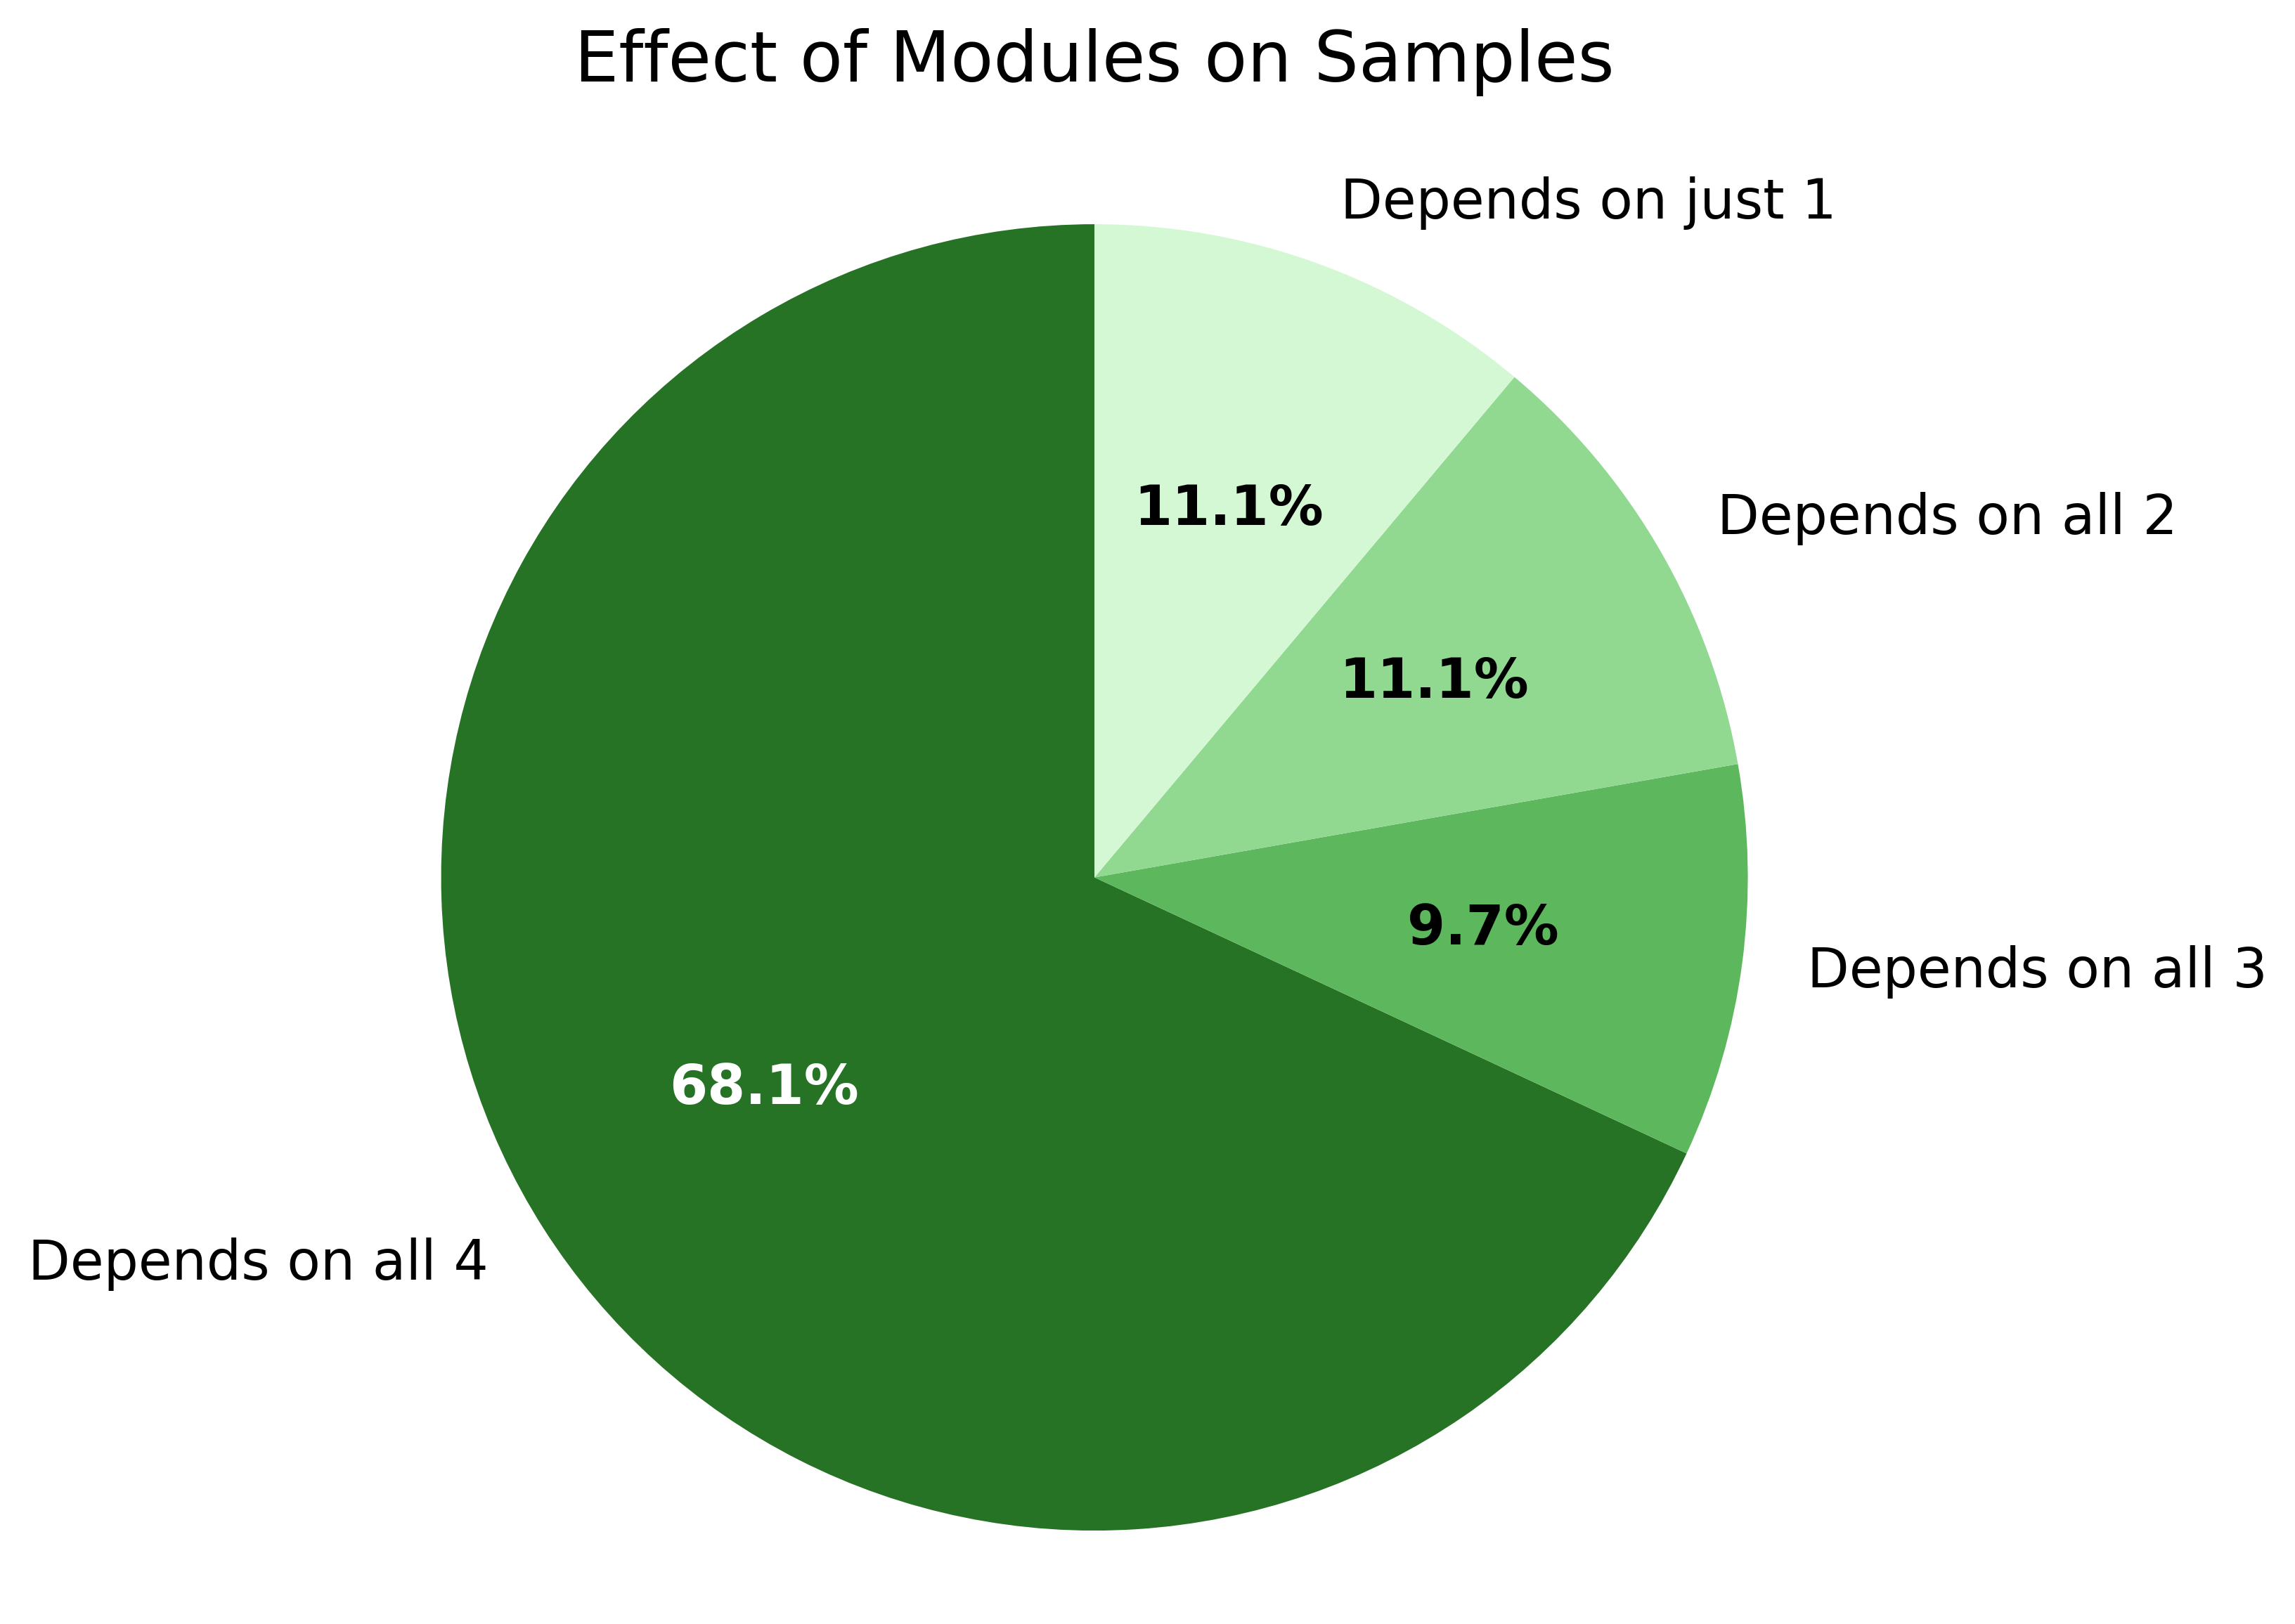 Effect of Modules on Samples
Depends on just 1
11.1%
Depends on all 2
11.1%
9.7%
Depends on all 3
68.1%
Depends on all 4